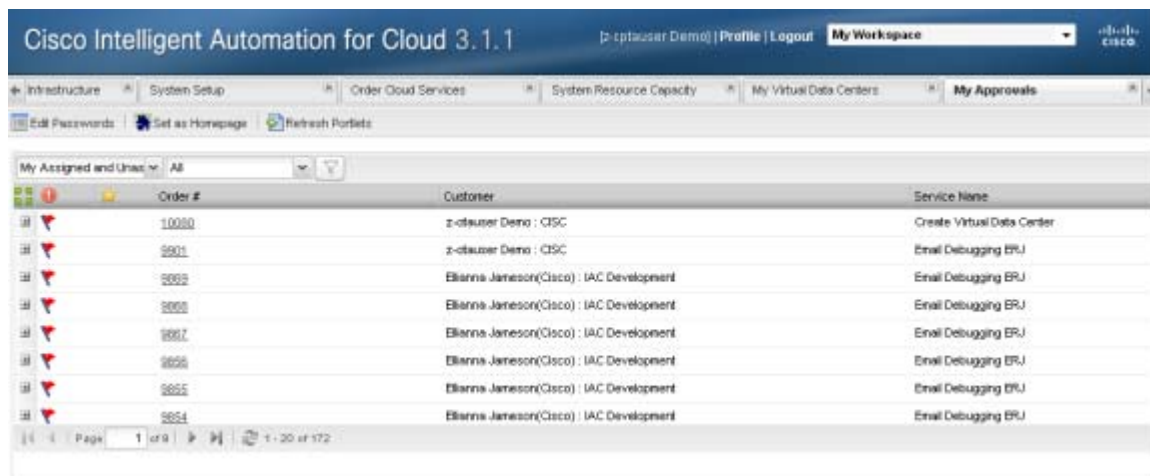 Cisco Intelligent Automation for Cloud 3.1.1
Demo] | Profile | Logout
My Workspace
CISCO
Infrastructure
System Setup
Order Cloud Services
System Resource Capacity
My Virtual Data Centers
My Approvals
Edit Passwords
Set as Homepage
Refresh Portlets
My Assigned and Unas
All
Order #
Customer
Service Name
10080
Demo : CISC
Create Virtual Data Center
9901
Demo : CISC
Email Debugging ERJ
9869
Elianna Jameson(Cisco) : IAC Development
Email Debugging ERJ
9868
Elianna Jameson(Cisco) : IAC Development
Email Debugging ERJ
9867
Elianna Jameson(Cisco) : IAC Development
Email Debugging ERJ
9856
Elianna Jameson(Cisco) : IAC Development
Email Debugging ERJ
9855
Elianna Jameson(Cisco) : IAC Development
Email Debugging ERJ
9854
Elianna Jameson(Cisco) : IAC Development
Email Debugging ERJ
Page 1 of 9
1 - 20 of 172